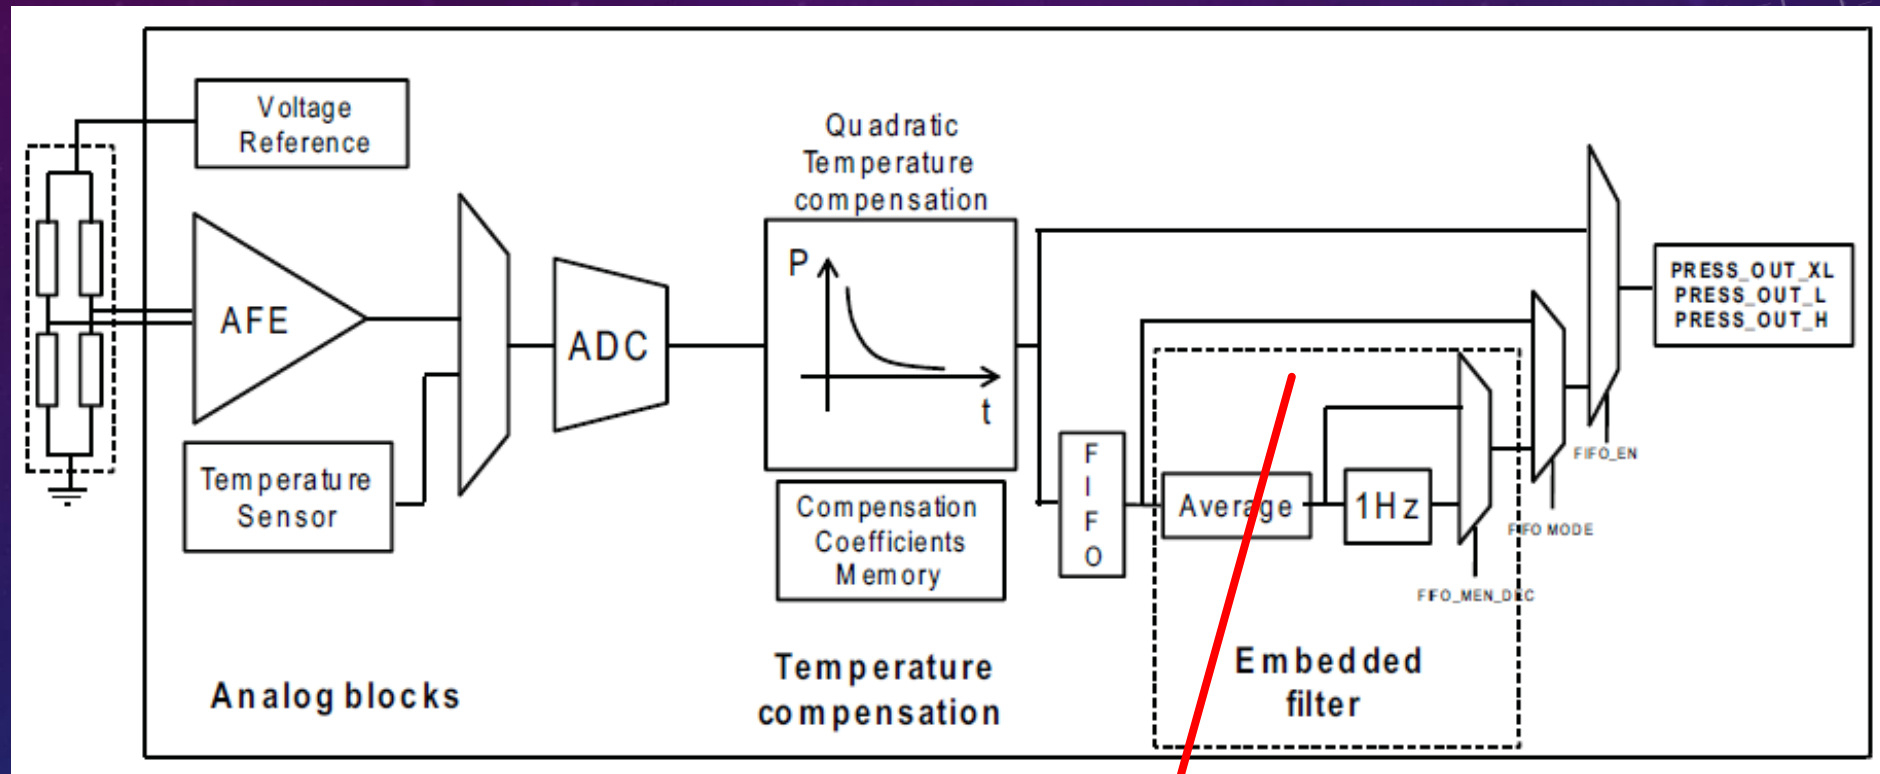 Voltage
Reference
Quadratic
Temperature
compensation
P
t
AFE
ADC
Temperature
Sensor
Compensation
Coefficients
Memory
F
I
F
O
Average
1Hz
PRESS_OUT_XL
PRESS_OUT_L
PRESS_OUT_H
FIFO_EN
FIFO MODE
FIFO_MEN_DEC
Analog blocks
Temperature
compensation
Embedded
filter